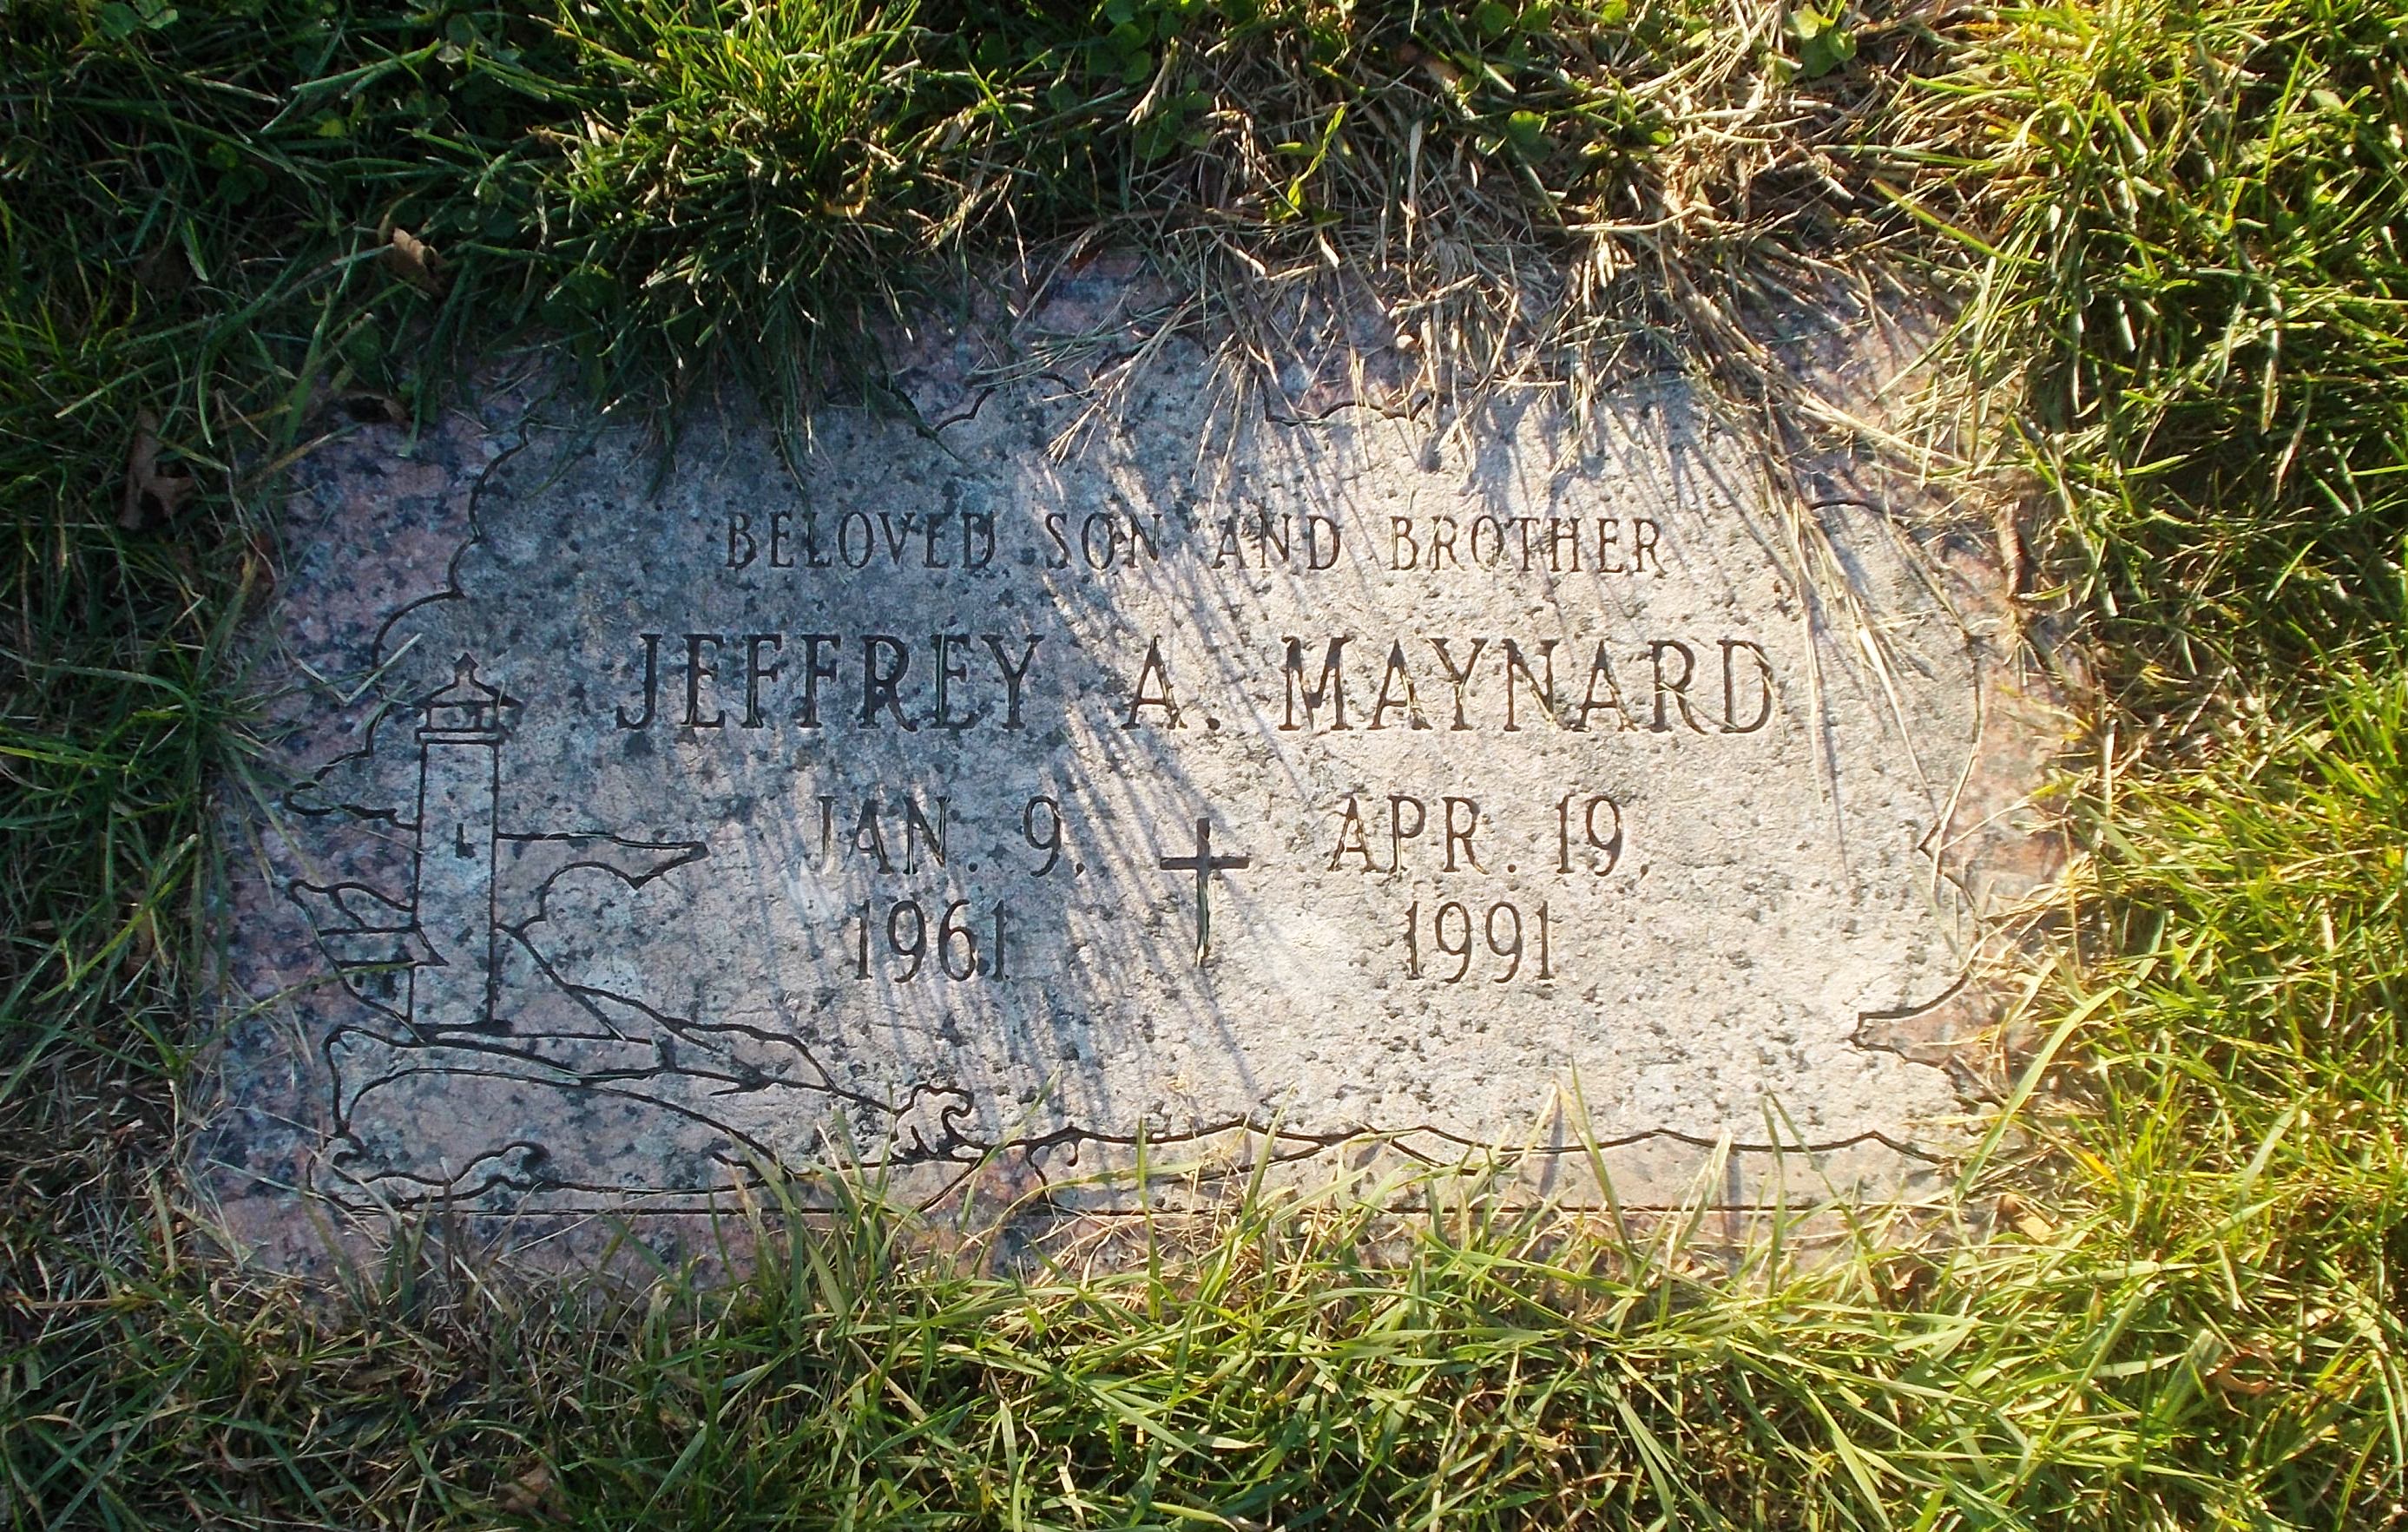 BELOVED SON AND BROTHER
JEFFREY A. MAYNARD
JAN. 9, APR. 19,
1961 1991